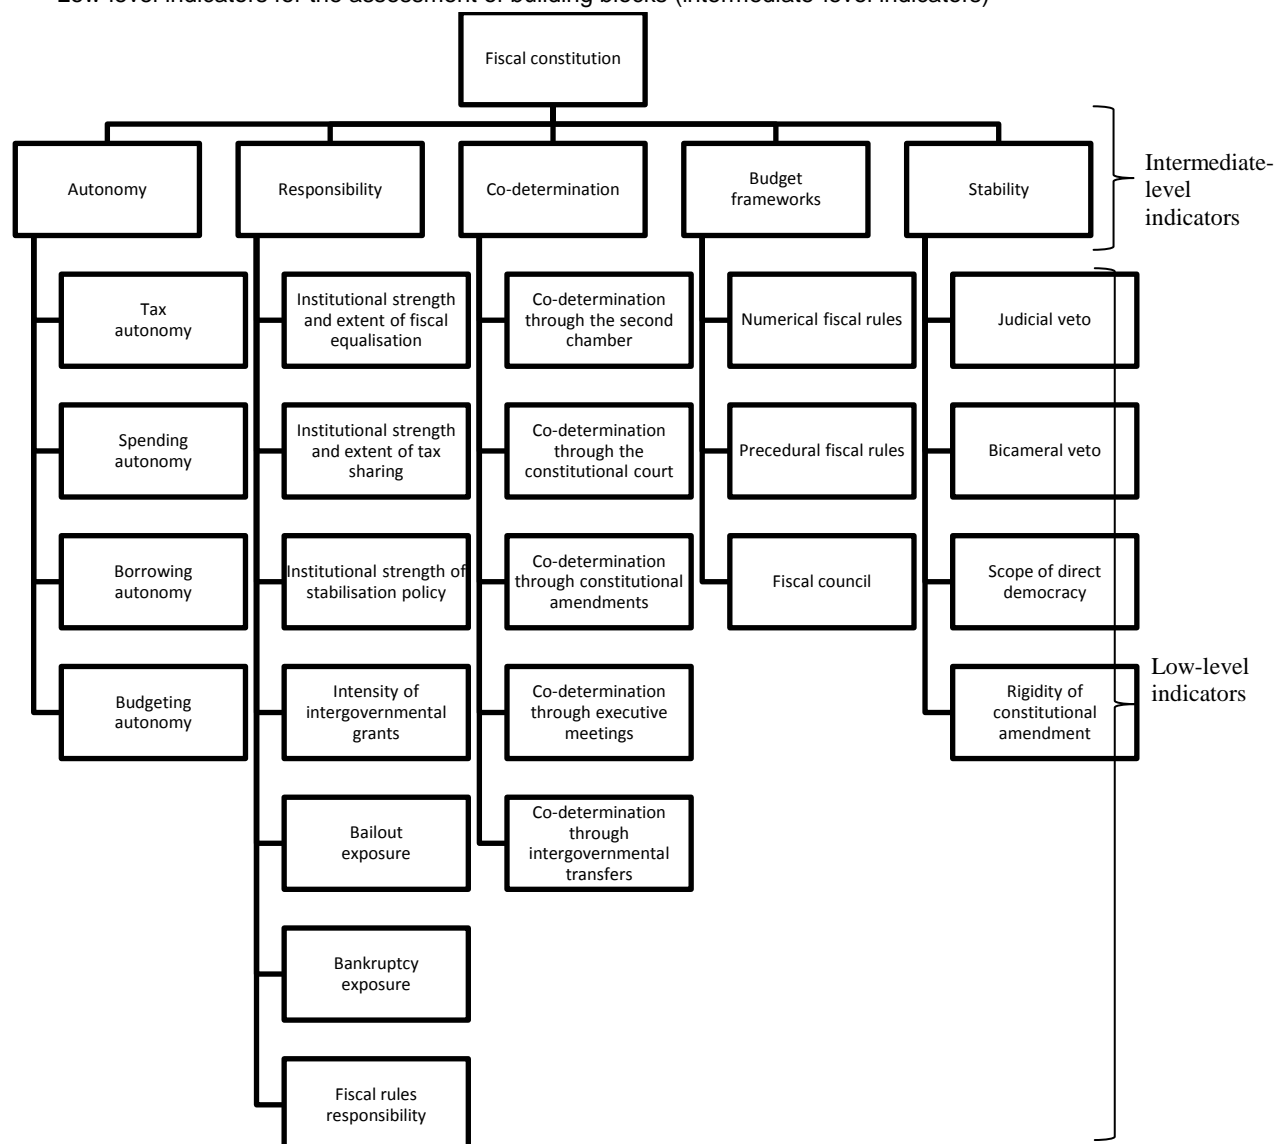 Low-level indicators for the assessment of building blocks (intermediate-level indicators)
Fiscal constitution
Autonomy
Responsibility
Co-determination
Budget
frameworks
Stability
Intermediate-
level
indicators
Tax
autonomy
Institutional strength
and extent of fiscal
equalisation
Co-determination
through the second
chamber
Numerical fiscal rules
Judicial veto
Spending
autonomy
Institutional strength
and extent of tax
sharing
Co-determination
through the
constitutional court
Precedural fiscal rules
Bicameral veto
Borrowing
autonomy
Institutional strength of
stabilisation policy
Co-determination
through constitutional
amendments
Fiscal council
Scope of direct
democracy
Budgeting
autonomy
Intensity of
intergovernmental
grants
Co-determination
through executive
meetings
Rigidity of
constitutional
amendment
Low-level
indicators
Bailout
exposure
Co-determination
through
intergovernmental
transfers
Bankruptcy
exposure
Fiscal rules
responsibility